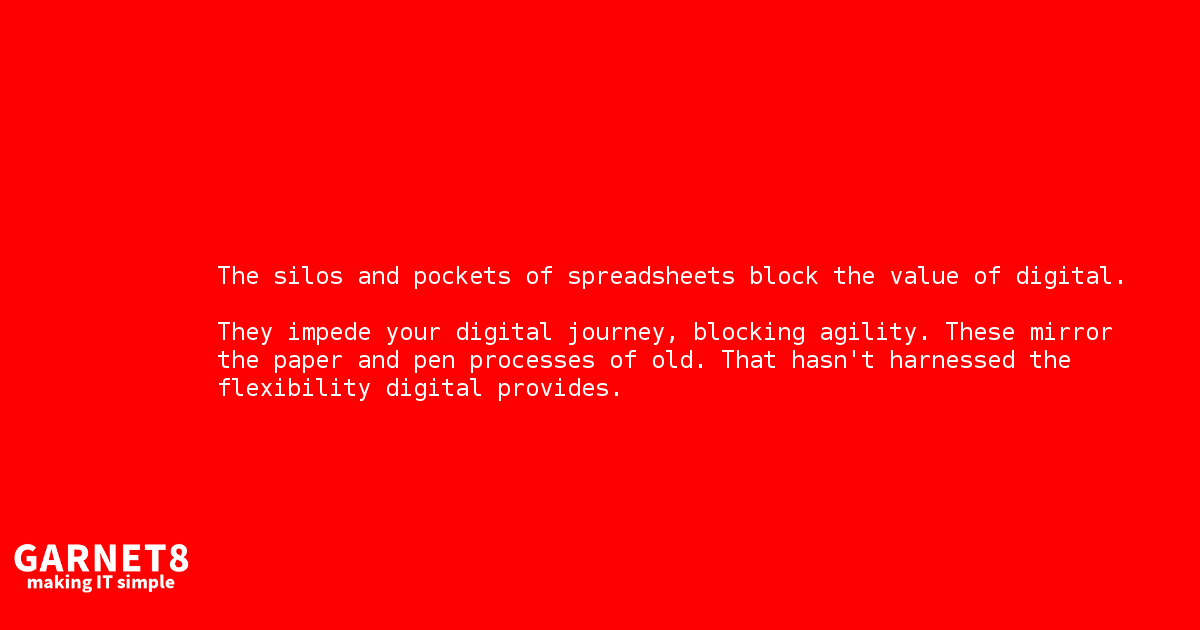 The silos and pockets of spreadsheets block the value of digital.
They impede your digital journey, blocking agility. These mirror
the paper and pen processes of old. That hasn't harnessed the
flexibility digital provides.
GARNET8
making IT simple